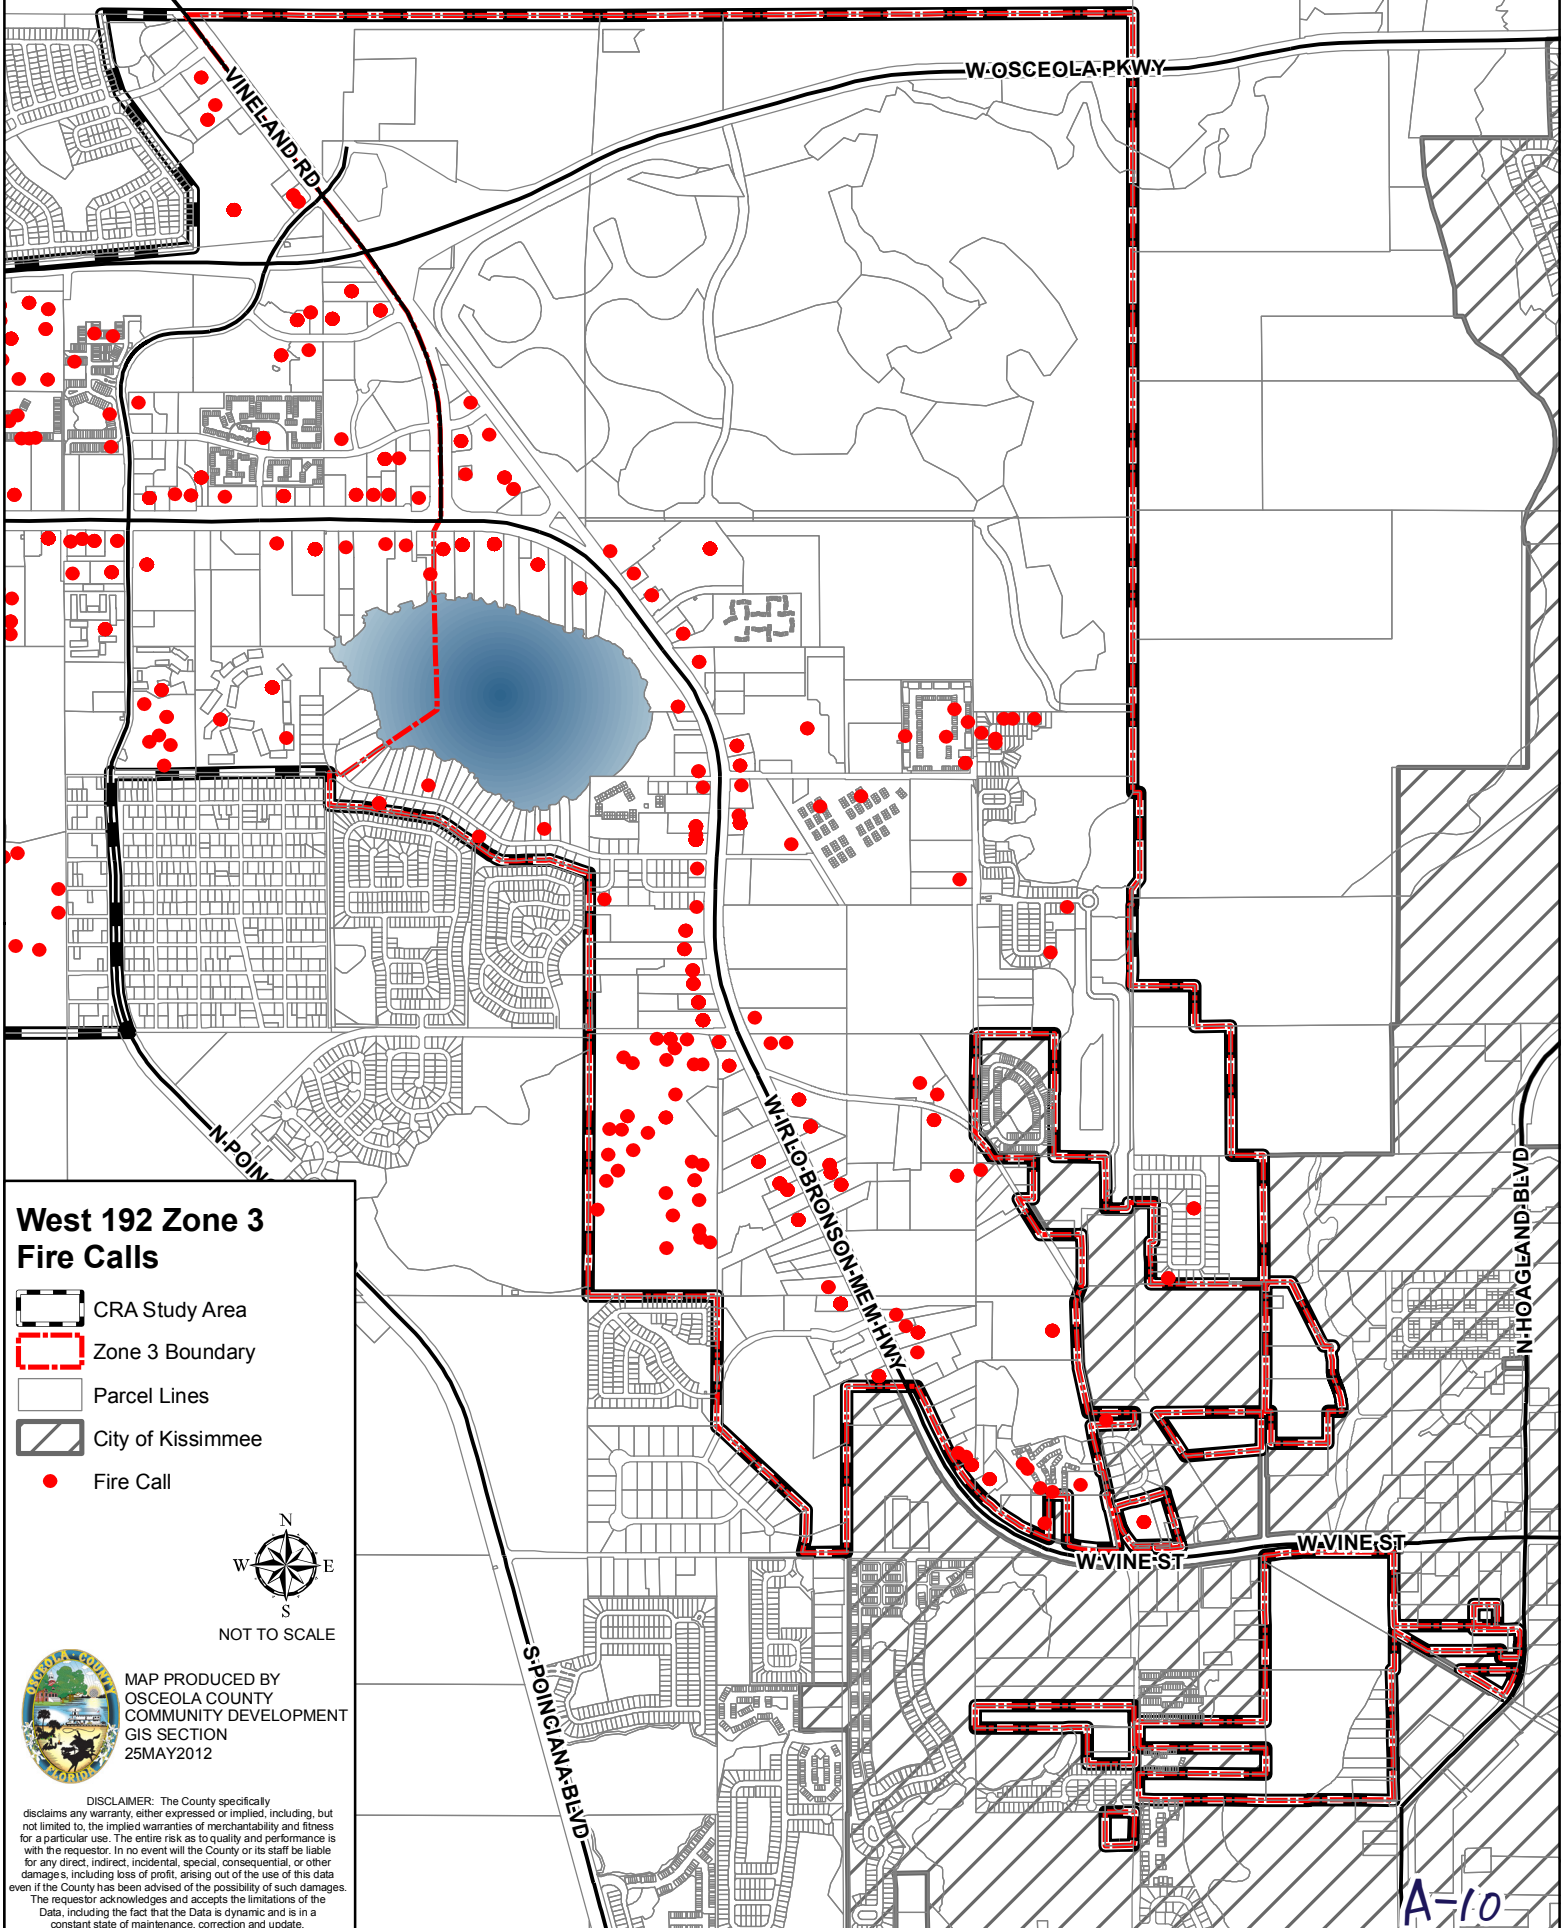 W OSCEOLA PKWY
VINELAND RD
N POINC
W IRLO BRONSON MEM HWY
N HOAGLAND BLVD
W VINE ST
W VINE ST
S POINCIANA BLVD
West 192 Zone 3
Fire Calls
CRA Study Area
Zone 3 Boundary
Parcel Lines
City of Kissimmee
Fire Call
N
W E
S
NOT TO SCALE
OSCEOLA COUNTY
FLORIDA
MAP PRODUCED BY
OSCEOLA COUNTY
COMMUNITY DEVELOPMENT
GIS SECTION
25MAY2012
DISCLAIMER: The County specifically
disclaims any warranty, either expressed or implied, including, but
not limited to, the implied warranties of merchantability and fitness
for a particular use. The entire risk as to quality and performance is
with the requestor. In no event will the County or its staff be liable
for any direct, indirect, incidental, special, consequential, or other
damages, including loss of profit, arising out of the use of this data
even if the County has been advised of the possibility of such damages.
The requestor acknowledges and accepts the limitations of the
Data, including the fact that the Data is dynamic and is in a
constant state of maintenance, correction and update.
A-10